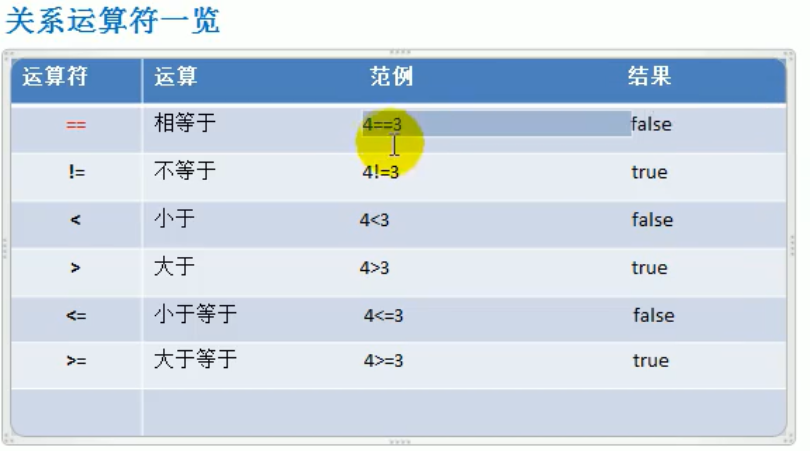 关系运算符一览
运算符 运算 范例 结果
== 相等于 4==3 false
!= 不等于 4!=3 true
< 小于 4<3 false
> 大于 4>3 true
<= 小于等于 4<=3 false
>= 大于等于 4>=3 true